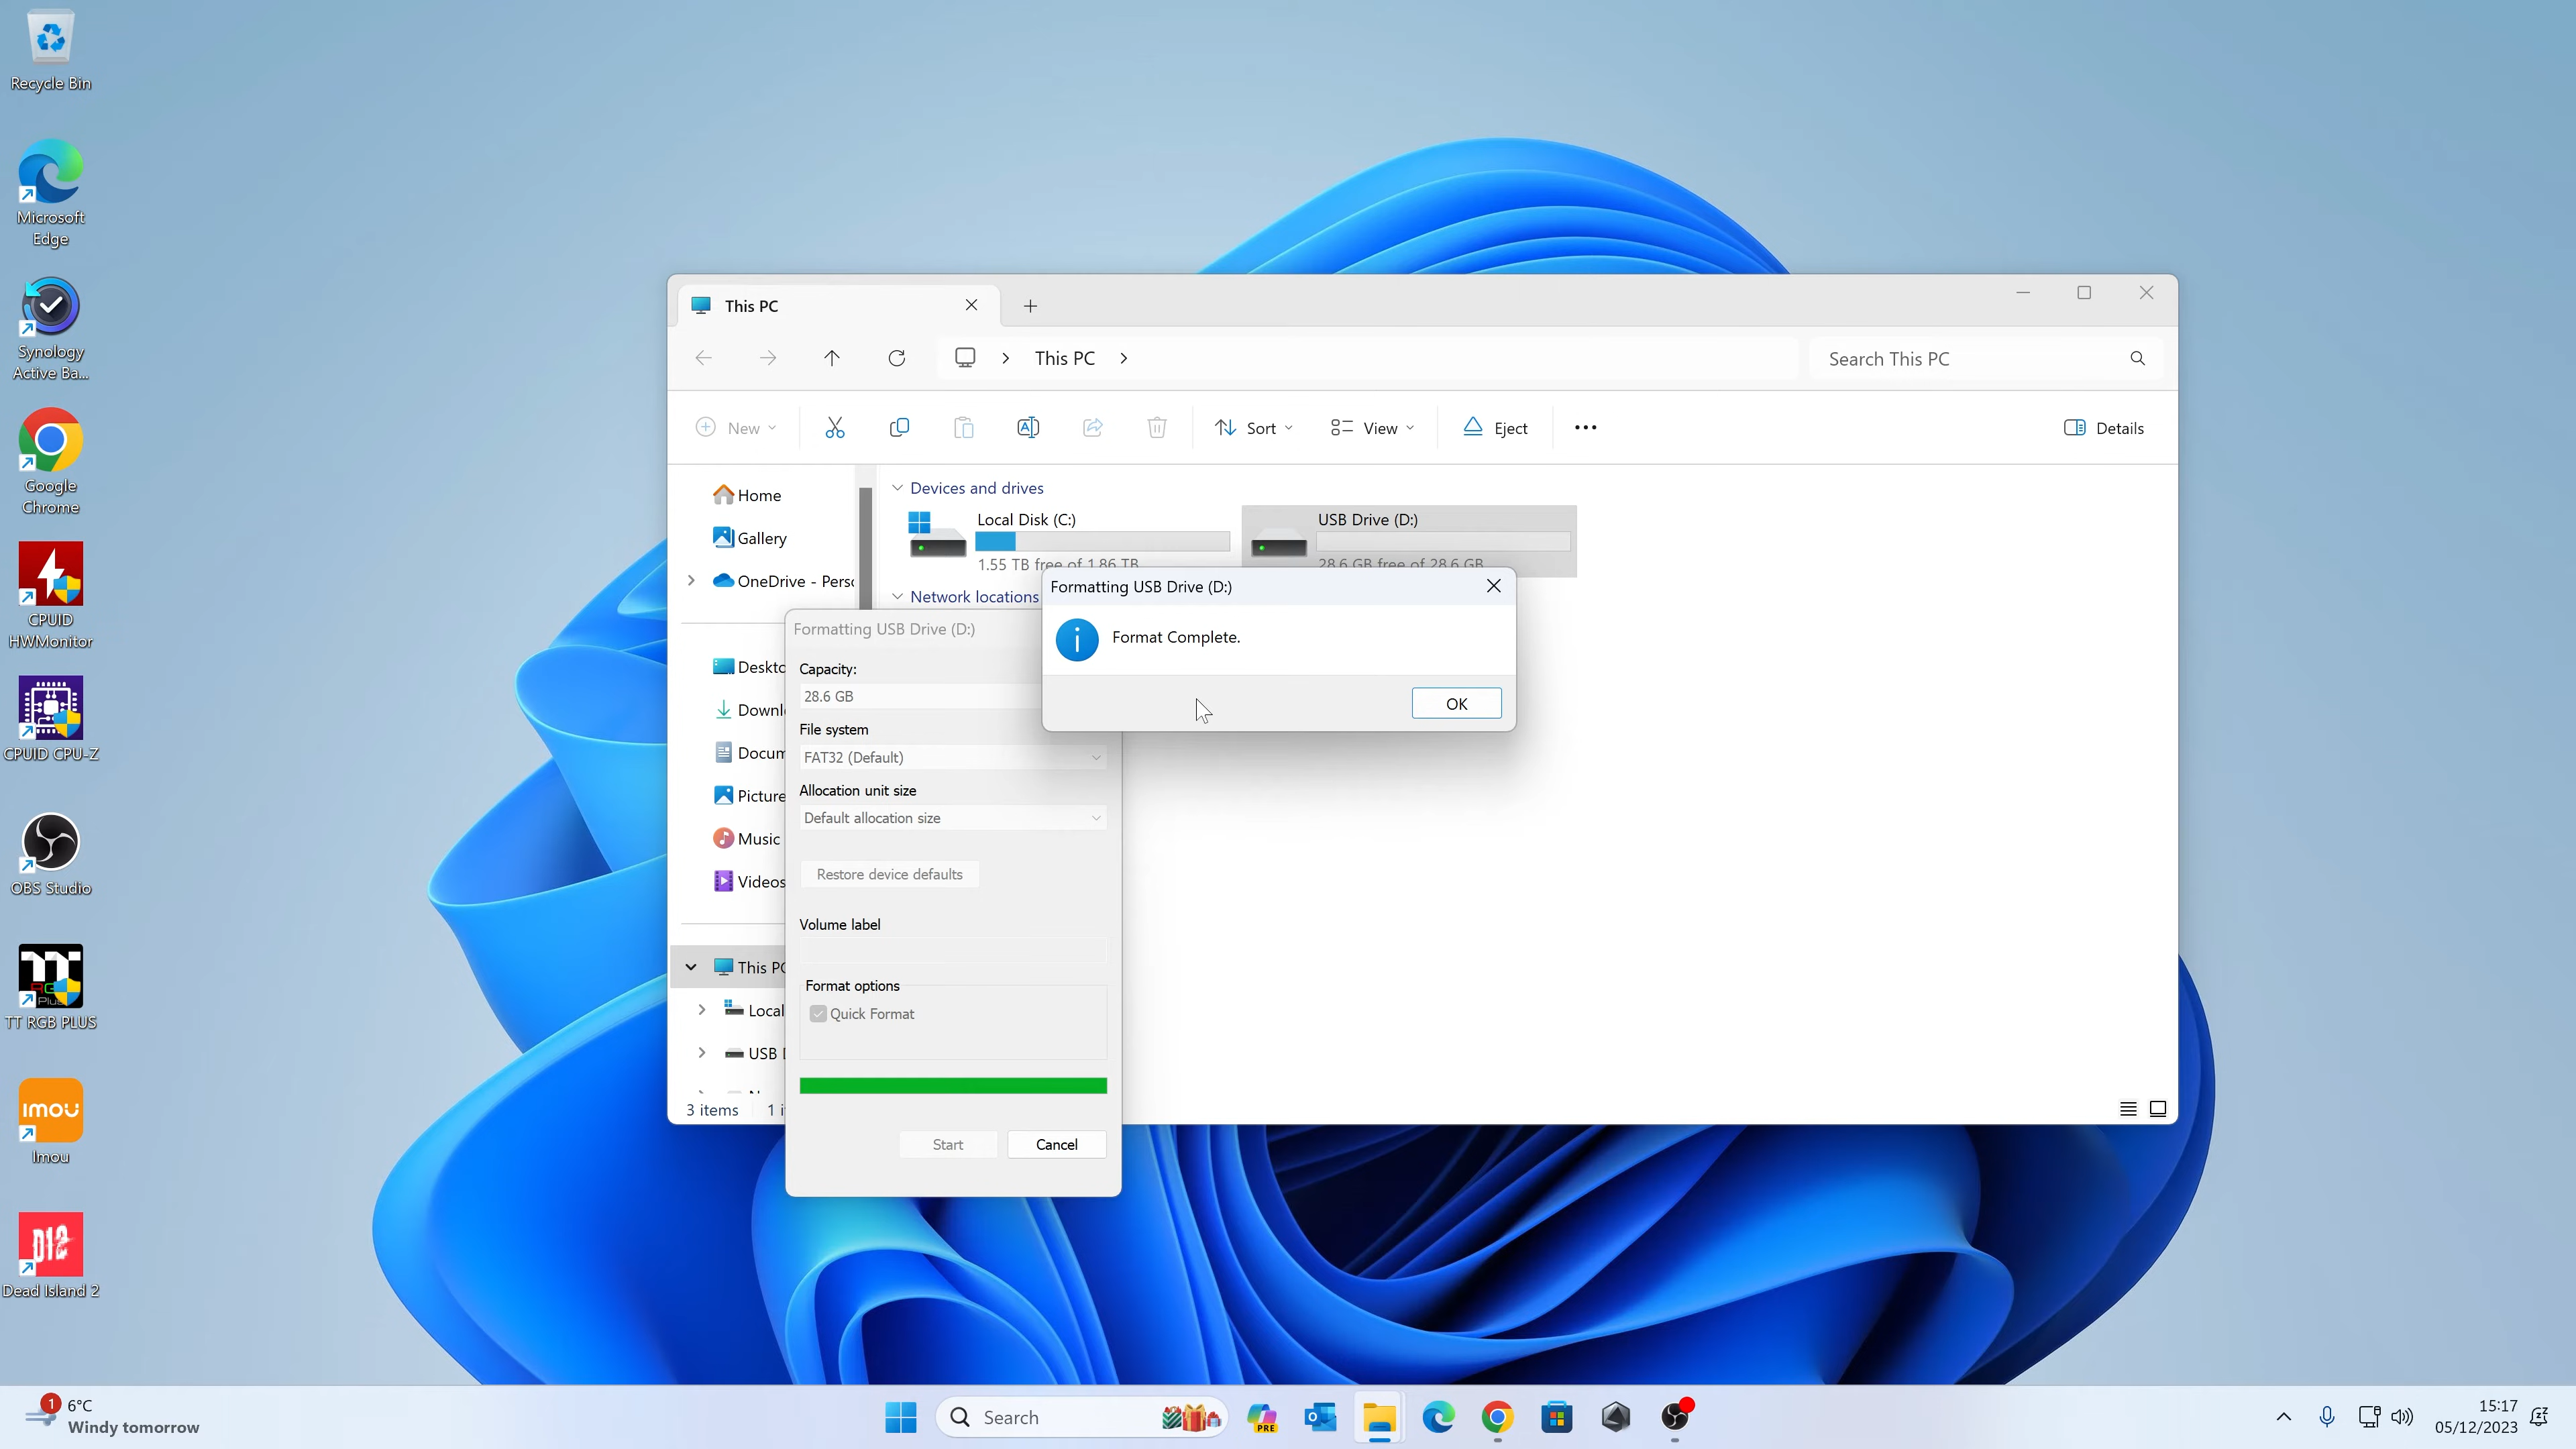 Recycle Bin
Microsoft
Edge
Synology
Active Ba...
Google
Chrome
CPUID
HWMonitor
CPUID CPU-Z
OBS Studio
TT RGB PLUS
imou
Imou
Dead Island 2
This PC
This PC
Search This PC
New
Sort
View
Eject
Details
Home
Gallery
OneDrive - Pers
Deskto
Downl
Docum
Picture
Music
Videos
This PC
Local
USB
3 items
Devices and drives
Local Disk (C:)
1.55 TB free of 1.86 TB
USB Drive (D:)
28.6 GB free of 28.6 GB
Network locations
Formatting USB Drive (D:)
Format Complete.
OK
Formatting USB Drive (D:)
Capacity:
28.6 GB
File system
FAT32 (Default)
Allocation unit size
Default allocation size
Restore device defaults
Volume label
Format options
Quick Format
Start
Cancel
1
6°C
Windy tomorrow
Search
PRE
15:17
05/12/2023